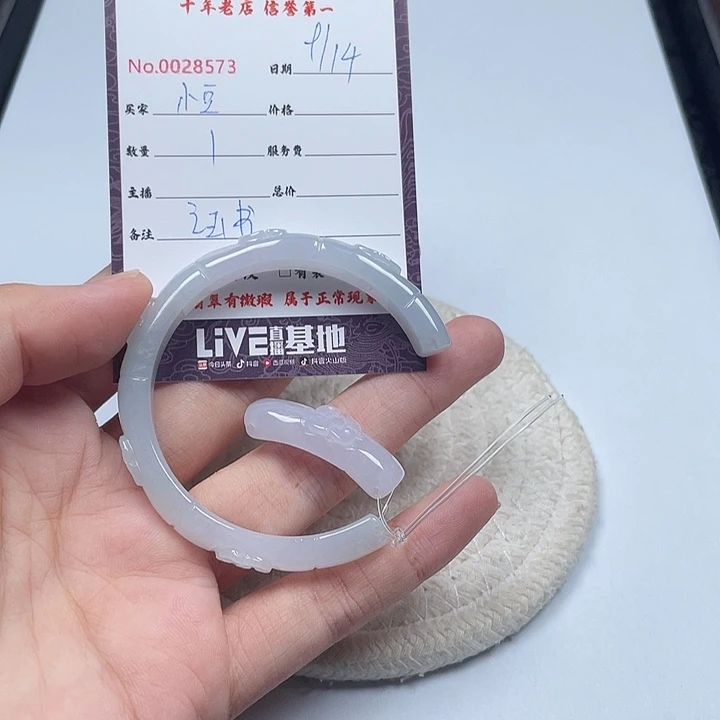 十年老店 信誉第一
No.0028573 日期 9/14
买家 小豆 价格
数量 1 服务费
主播 总价
备注 证书
有微瑕 属于正常现
LiVE直播基地
今日头条 抖音 西瓜视频 抖音火山版